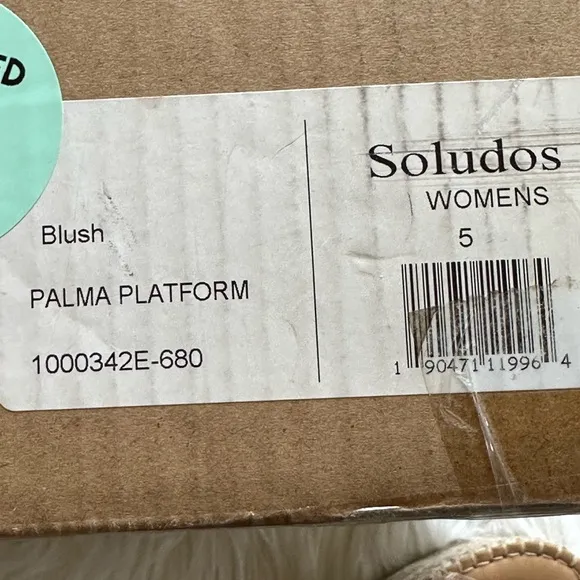 Soludos
WOMENS
5
Blush
PALMA PLATFORM
1000342E-680
1 90471 11996 4